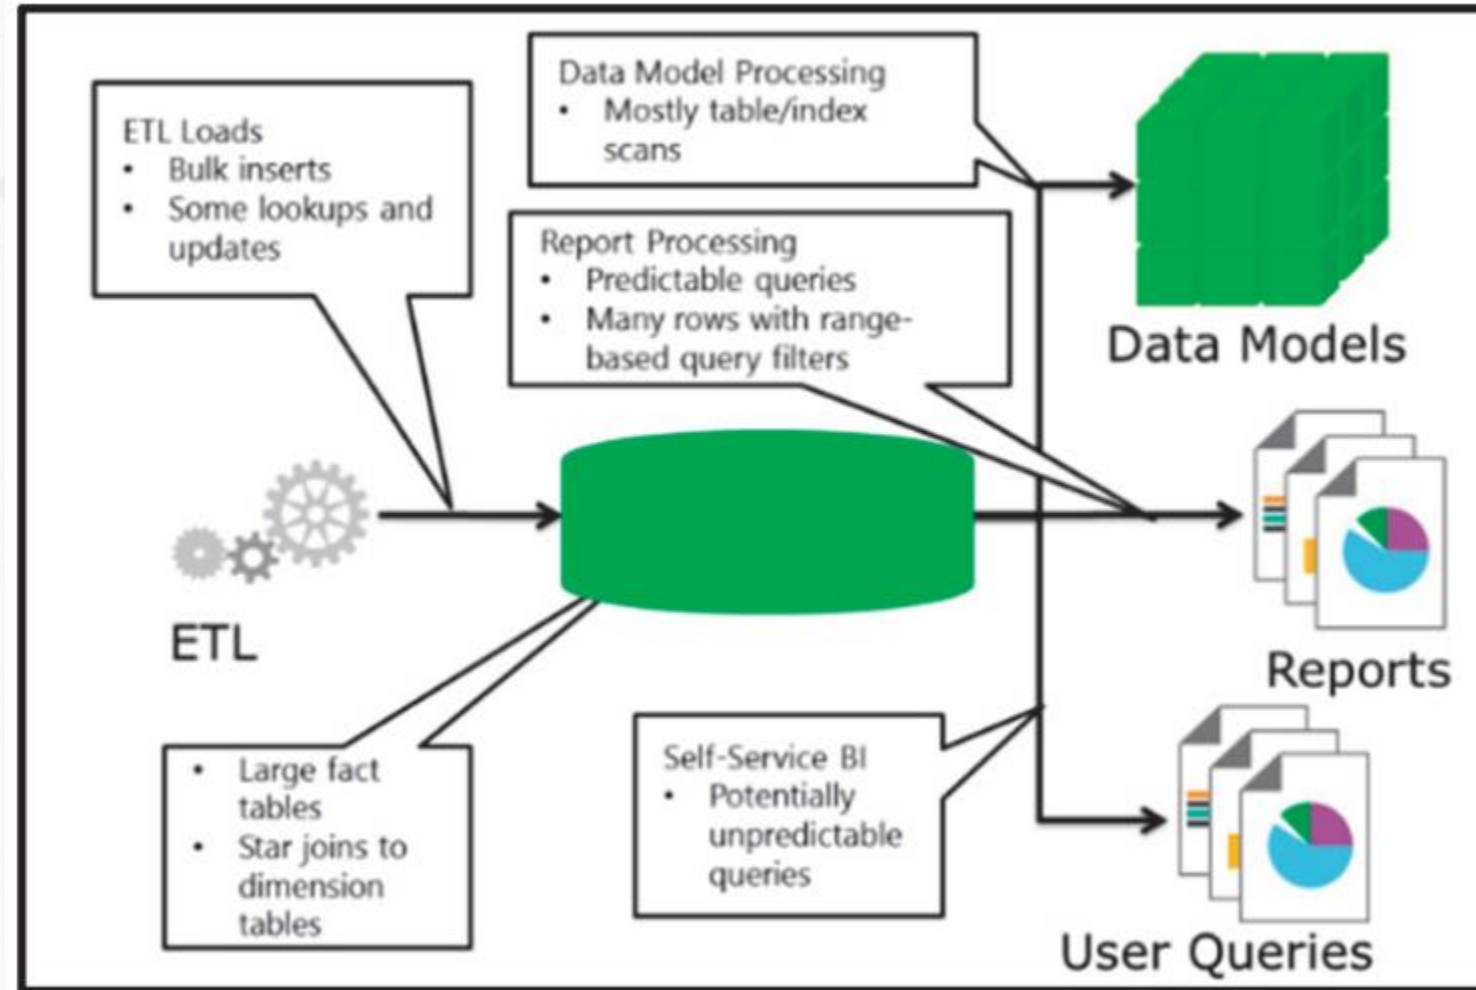 ETL Loads
• Bulk inserts
• Some lookups and
updates
Data Model Processing
• Mostly table/index
scans
Report Processing
• Predictable queries
• Many rows with range-
based query filters
Data Models
ETL
Reports
• Large fact
tables
• Star joins to
dimension
tables
Self-Service BI
• Potentially
unpredictable
queries
User Queries